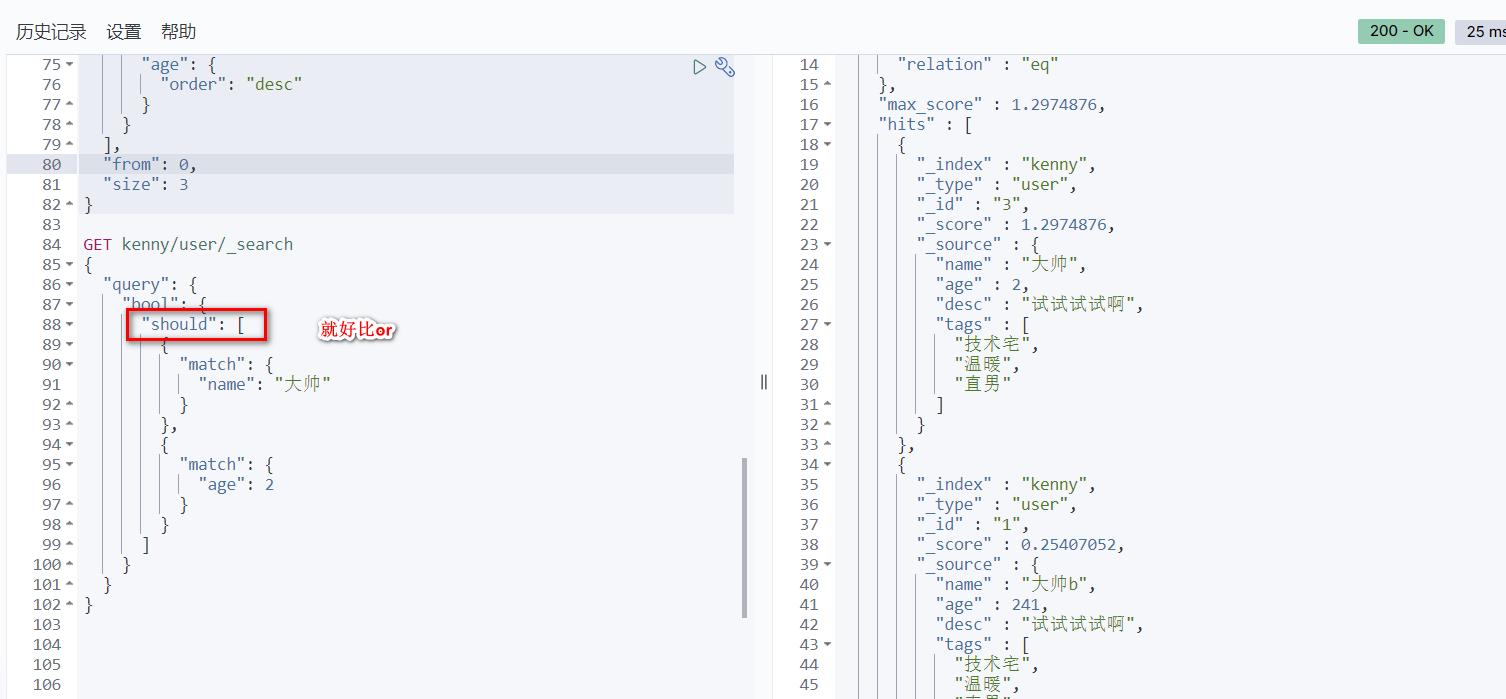 历史记录 设置 帮助
200 - OK
25 ms
75 "age": {
76 "order": "desc"
77 }
78 }
79 ],
80 "from": 0,
81 "size": 3
82 }
83
84 GET kenny/user/_search
85 {
86 "query": {
87 "bool": {
88 "should": [
就好比or
89 {
90 "match": {
91 "name": "大帅"
92 }
93 },
94 {
95 "match": {
96 "age": 2
97 }
98 }
99 ]
100 }
101 }
102 }
103
104
105
106
14 "relation" : "eq"
15 },
16 "max_score" : 1.2974876,
17 "hits" : [
18 {
19 "_index" : "kenny",
20 "_type" : "user",
21 "_id" : "3",
22 "_score" : 1.2974876,
23 "_source" : {
24 "name" : "大帅",
25 "age" : 2,
26 "desc" : "试试试试啊",
27 "tags" : [
28 "技术宅",
29 "温暖",
30 "直男"
31 ]
32 }
33 },
34 {
35 "_index" : "kenny",
36 "_type" : "user",
37 "_id" : "1",
38 "_score" : 0.25407052,
39 "_source" : {
40 "name" : "大帅b",
41 "age" : 241,
42 "desc" : "试试试试啊",
43 "tags" : [
44 "技术宅",
45 "温暖",